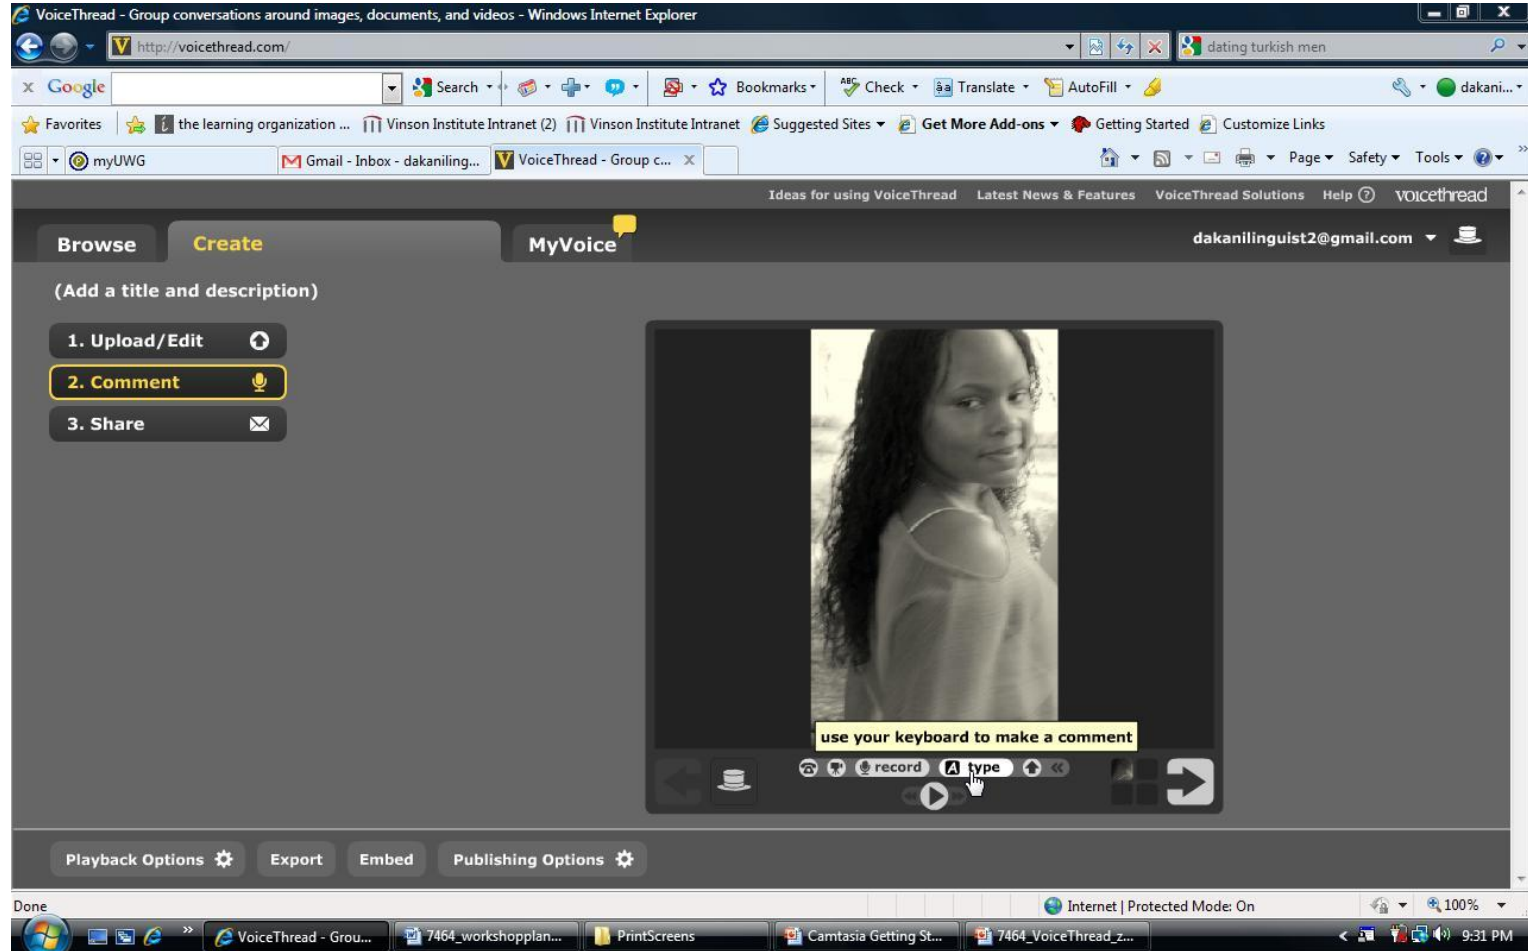 VoiceThread - Group conversations around images, documents, and videos - Windows Internet Explorer
http://voicethread.com/
dating turkish men
x Google Search Bookmarks Check Translate AutoFill dakani...
Favorites the learning organization ... Vinson Institute Intranet (2) Vinson Institute Intranet Suggested Sites Get More Add-ons Getting Started Customize Links
myUWG Gmail - Inbox - dakaniling... VoiceThread - Group c... X Page Safety Tools
Ideas for using VoiceThread Latest News & Features VoiceThread Solutions Help ? voicethread
Browse Create MyVoice dakanilinguist2@gmail.com
(Add a title and description)
1. Upload/Edit
2. Comment
3. Share
use your keyboard to make a comment
record A type
Playback Options Export Embed Publishing Options
Done Internet | Protected Mode: On 100%
VoiceThread - Grou... 7464_workshopplan... PrintScreens Camtasia Getting St... 7464_VoiceThread_z... 9:31 PM